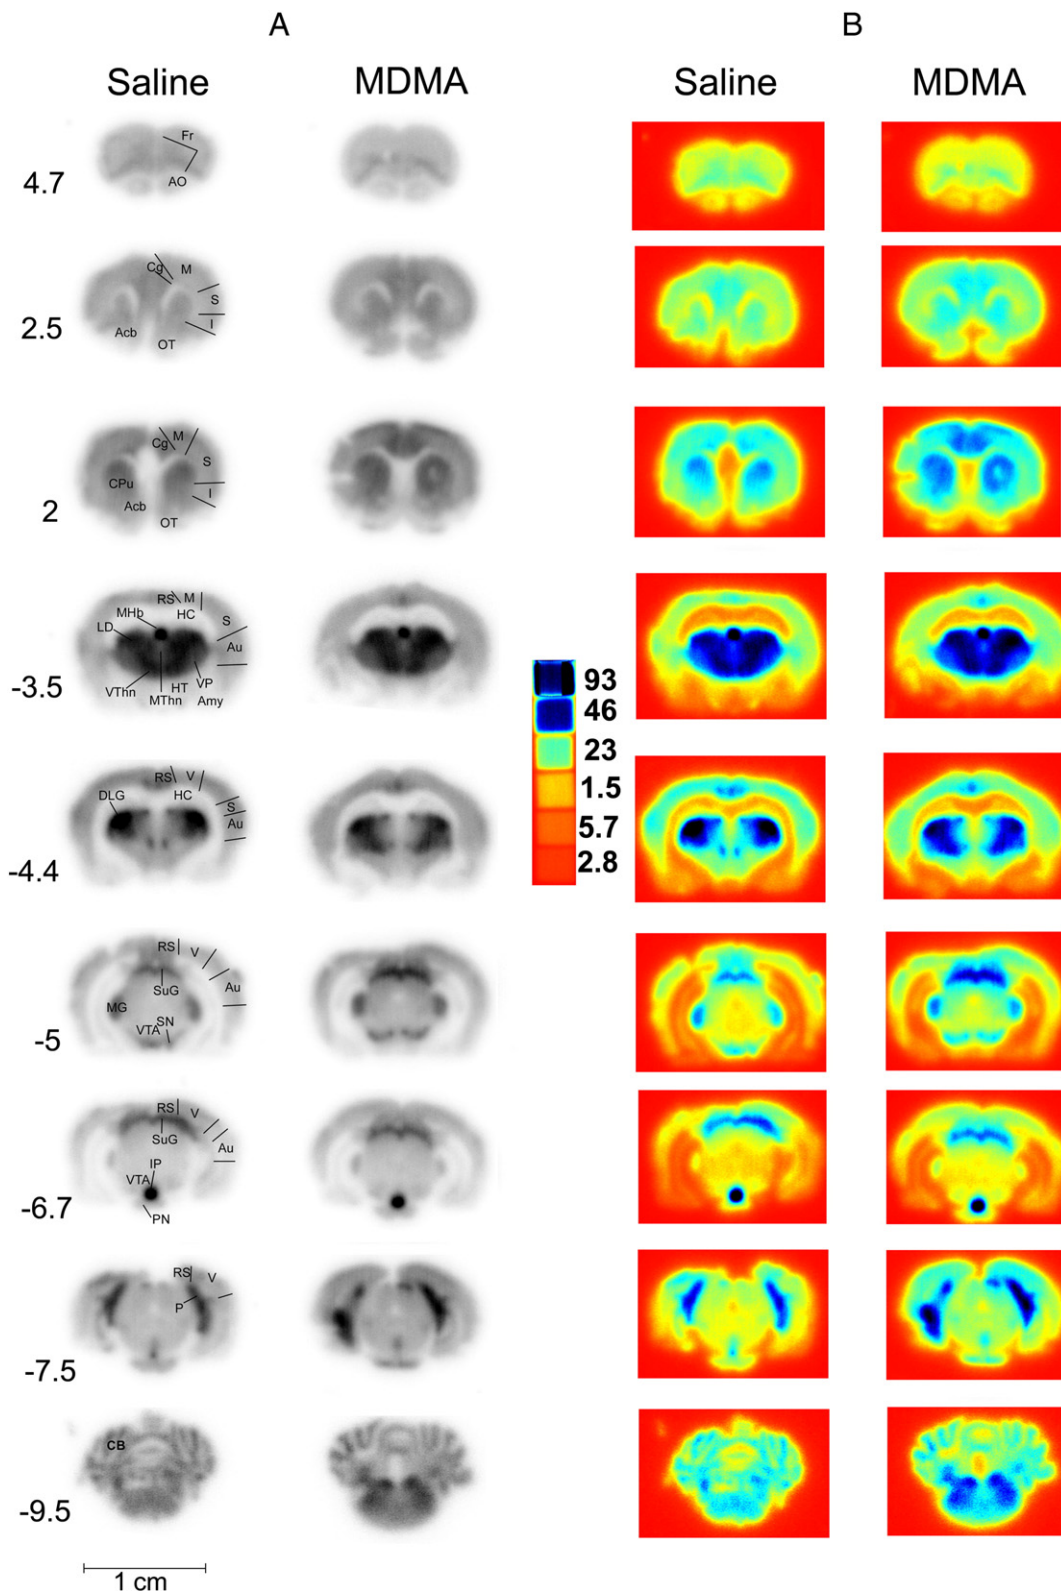 A B
Saline MDMA Saline MDMA
Fr
AO
4.7
Cg M
S
I
Acb
OT
2.5
Cg M
S
CPu
I
Acb
OT
2
RS M
MHb HC
LD S
Au
VThn HT VP
MThn Amy
-3.5
93
46
23
1.5
5.7
2.8
RS V
DLG HC
S
Au
-4.4
RS V
Au
SuG
MG
SN
VTA
-5
RS V
SuG Au
IP
VTA
PN
-6.7
RS V
P
-7.5
CB
-9.5
1 cm